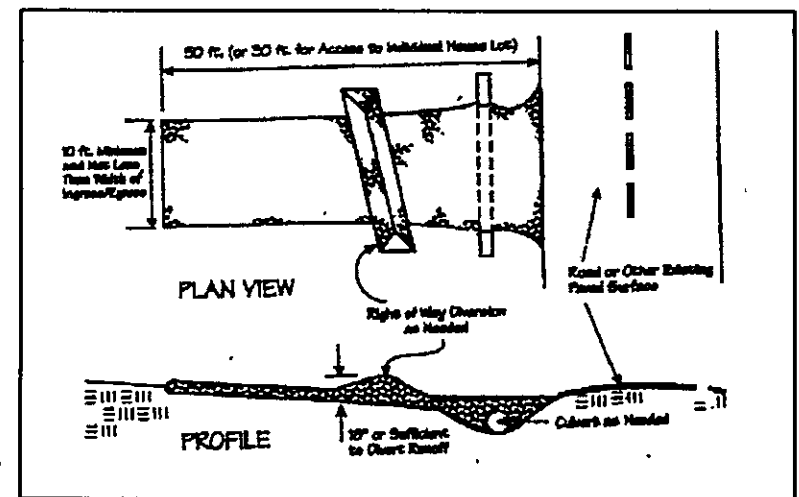 50 ft. (or 30 ft. for Access to Individual House Lot)
10 ft. Minimum
and Not Less
Than Width of
Ingress/Egress
PLAN VIEW
Right of Way Diversion
as Needed
Road or Other Existing
Paved Surface
PROFILE
18" or Sufficient
to Divert Runoff
Culvert as Needed